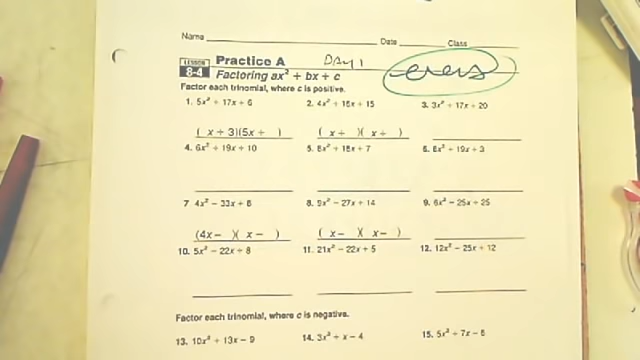 Name Date Class
LESSON 8-4 Practice A DAY 1 evens
Factoring ax² + bx + c
Factor each trinomial, where c is positive.
1. 5x² + 17x + 6 2. 4x² + 16x + 15 3. 3x² + 17x + 20
( x + 3)(5x + ) ( x + )( x + )
4. 6x² + 19x + 10 5. 8x² + 18x + 7 6. 6x² + 19x + 3
7 4x² − 33x + 8 8. 9x² − 27x + 14 9. 6x² − 25x + 25
(4x − )( x − ) ( x − )( x − )
10. 5x² − 22x + 8 11. 21x² − 22x + 5 12. 12x² − 25x + 12
Factor each trinomial, where c is negative.
13. 10x² + 13x − 9 14. 3x² + x − 4 15. 5x² + 7x − 6